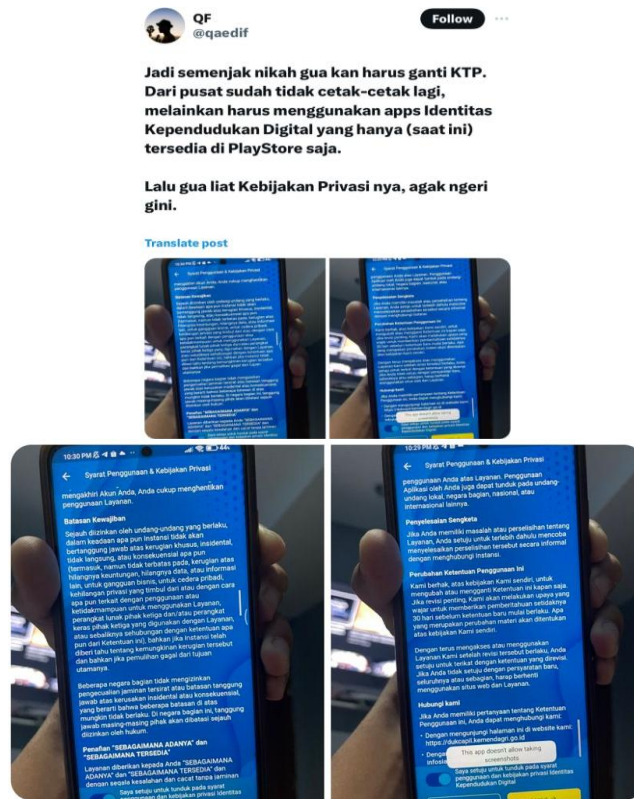 QF
@qaedif
Follow
Jadi semenjak nikah gua kan harus ganti KTP.
Dari pusat sudah tidak cetak-cetak lagi,
melainkan harus menggunakan apps Identitas
Kependudukan Digital yang hanya (saat ini)
tersedia di PlayStore saja.
Lalu gua liat Kebijakan Privasi nya, agak ngeri
gini.
Translate post
10:30 PM
44%
Syarat Penggunaan & Kebijakan Privasi
mengakhiri Akun Anda, Anda cukup menghentikan
penggunaan Layanan.
Batasan Kewajiban
Sejauh diizinkan oleh undang-undang yang berlaku,
dalam keadaan apa pun Instansi tidak akan
bertanggung jawab atas kerugian khusus, insidental,
tidak langsung, atau konsekuensial apa pun
(termasuk, namun tidak terbatas pada, kerugian atas
hilangnya keuntungan, hilangnya data, atau informasi
lain, untuk gangguan bisnis, untuk cedera pribadi,
kehilangan privasi yang timbul dari atau dengan cara
apa pun terkait dengan penggunaan atau
ketidakmampuan untuk menggunakan Layanan,
perangkat lunak pihak ketiga dan/atau perangkat
keras pihak ketiga yang digunakan dengan Layanan,
atau sebaliknya sehubungan dengan ketentuan apa
pun dari Ketentuan ini), bahkan jika Instansi telah
diberi tahu tentang kemungkinan kerugian tersebut
dan bahkan jika pemulihan gagal dari tujuan
utamanya.
Beberapa negara bagian tidak mengizinkan
pengecualian jaminan tersirat atau batasan tanggung
jawab atas kerusakan insidental atau konsekuensial,
yang berarti bahwa beberapa batasan di atas
mungkin tidak berlaku. Di negara bagian ini, tanggung
jawab masing-masing pihak akan dibatasi sejauh
diizinkan oleh hukum.
Penafian "SEBAGAIMANA ADANYA" dan
"SEBAGAIMANA TERSEDIA"
Layanan diberikan kepada Anda "SEBAGAIMANA
ADANYA" dan "SEBAGAIMANA TERSEDIA" dan
dengan segala kesalahan dan cacat tanpa jaminan
Saya setuju untuk tunduk pada syarat
penggunaan dan kebijakan privasi Identitas
10:29 PM
Syarat Penggunaan & Kebijakan Privasi
penggunaan Anda atas Layanan. Penggunaan
Aplikasi oleh Anda juga dapat tunduk pada undang-
undang lokal, negara bagian, nasional, atau
internasional lainnya.
Penyelesaian Sengketa
Jika Anda memiliki masalah atau perselisihan tentang
Layanan, Anda setuju untuk terlebih dahulu mencoba
menyelesaikan perselisihan tersebut secara informal
dengan menghubungi Instansi.
Perubahan Ketentuan Penggunaan Ini
Kami berhak, atas kebijakan Kami sendiri, untuk
mengubah atau mengganti Ketentuan ini kapan saja.
Jika revisi penting, Kami akan melakukan upaya yang
wajar untuk memberikan pemberitahuan setidaknya
30 hari sebelum ketentuan baru mulai berlaku. Apa
yang merupakan perubahan materi akan ditentukan
atas kebijakan Kami sendiri.
Dengan terus mengakses atau menggunakan
Layanan Kami setelah revisi tersebut berlaku, Anda
setuju untuk terikat dengan ketentuan yang direvisi.
Jika Anda tidak setuju dengan persyaratan baru,
seluruhnya atau sebagian, harap berhenti
menggunakan situs web dan Layanan.
Hubungi kami
Jika Anda memiliki pertanyaan tentang Ketentuan
Penggunaan ini, Anda dapat menghubungi kami:
Dengan mengunjungi halaman ini di website kami:
https://dukcapil.kemendagri.go.id
This app doesn't allow taking
screenshots
Saya setuju untuk tunduk pada syarat
penggunaan dan kebijakan privasi Identitas
Kependudukan Digital